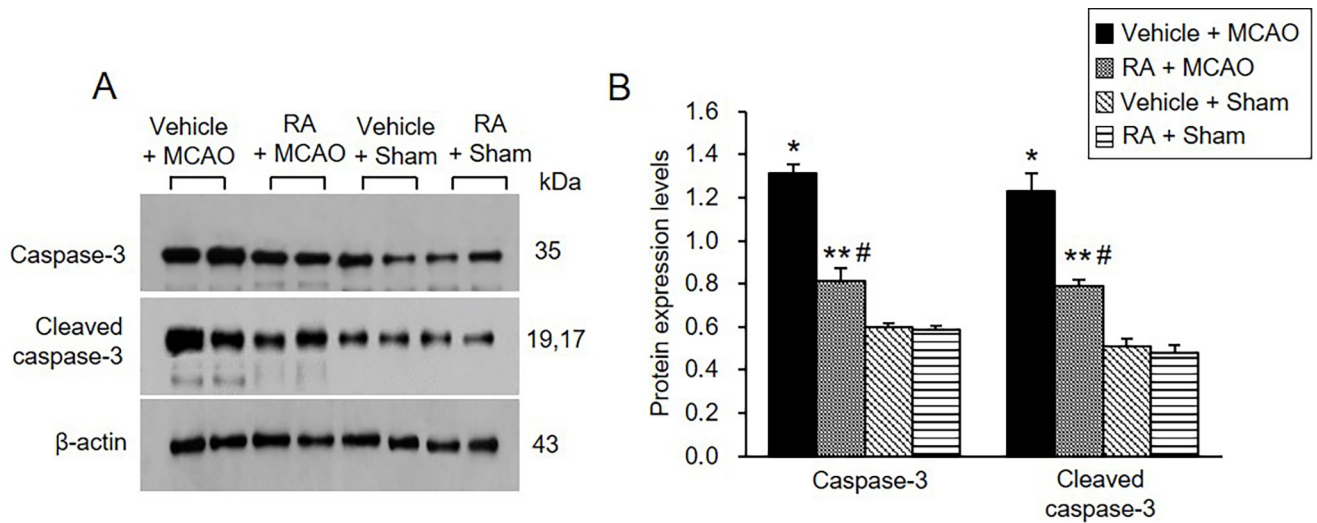 A
Vehicle
+ MCAO
RA
+ MCAO
Vehicle
+ Sham
RA
+ Sham
kDa
Caspase-3
35
Cleaved
caspase-3
19,17
β-actin
43
B
Vehicle + MCAO
RA + MCAO
Vehicle + Sham
RA + Sham
Protein expression levels
1.6
1.4
1.2
1.0
0.8
0.6
0.4
0.2
0.0
*
**#
*
**#
Caspase-3
Cleaved
caspase-3